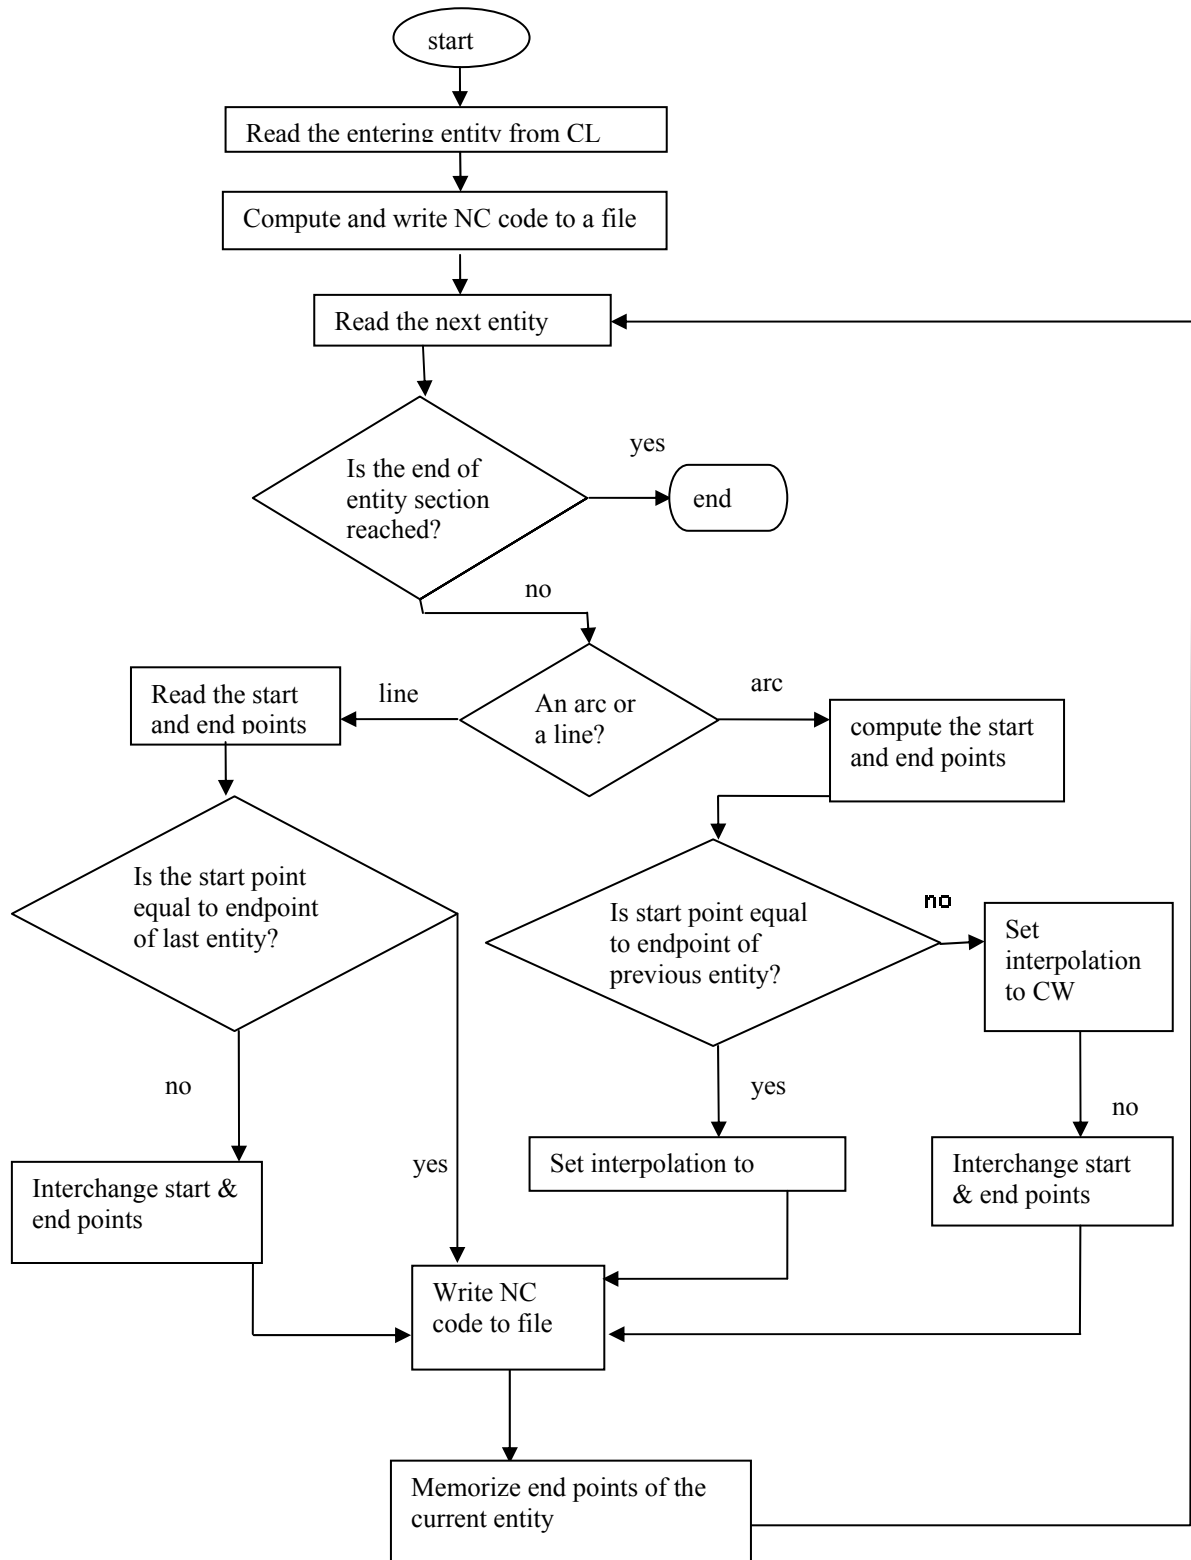 start
Read the entering entity from CL
Compute and write NC code to a file
Read the next entity
yes
Is the end of
entity section
reached?
end
no
line
arc
Read the start
and end points
An arc or
a line?
compute the start
and end points
Is the start point
equal to endpoint
of last entity?
no
Is start point equal
to endpoint of
previous entity?
Set
interpolation
to CW
no
yes
no
yes
Set interpolation to
Interchange start
& end points
Interchange start &
end points
Write NC
code to file
Memorize end points of the
current entity